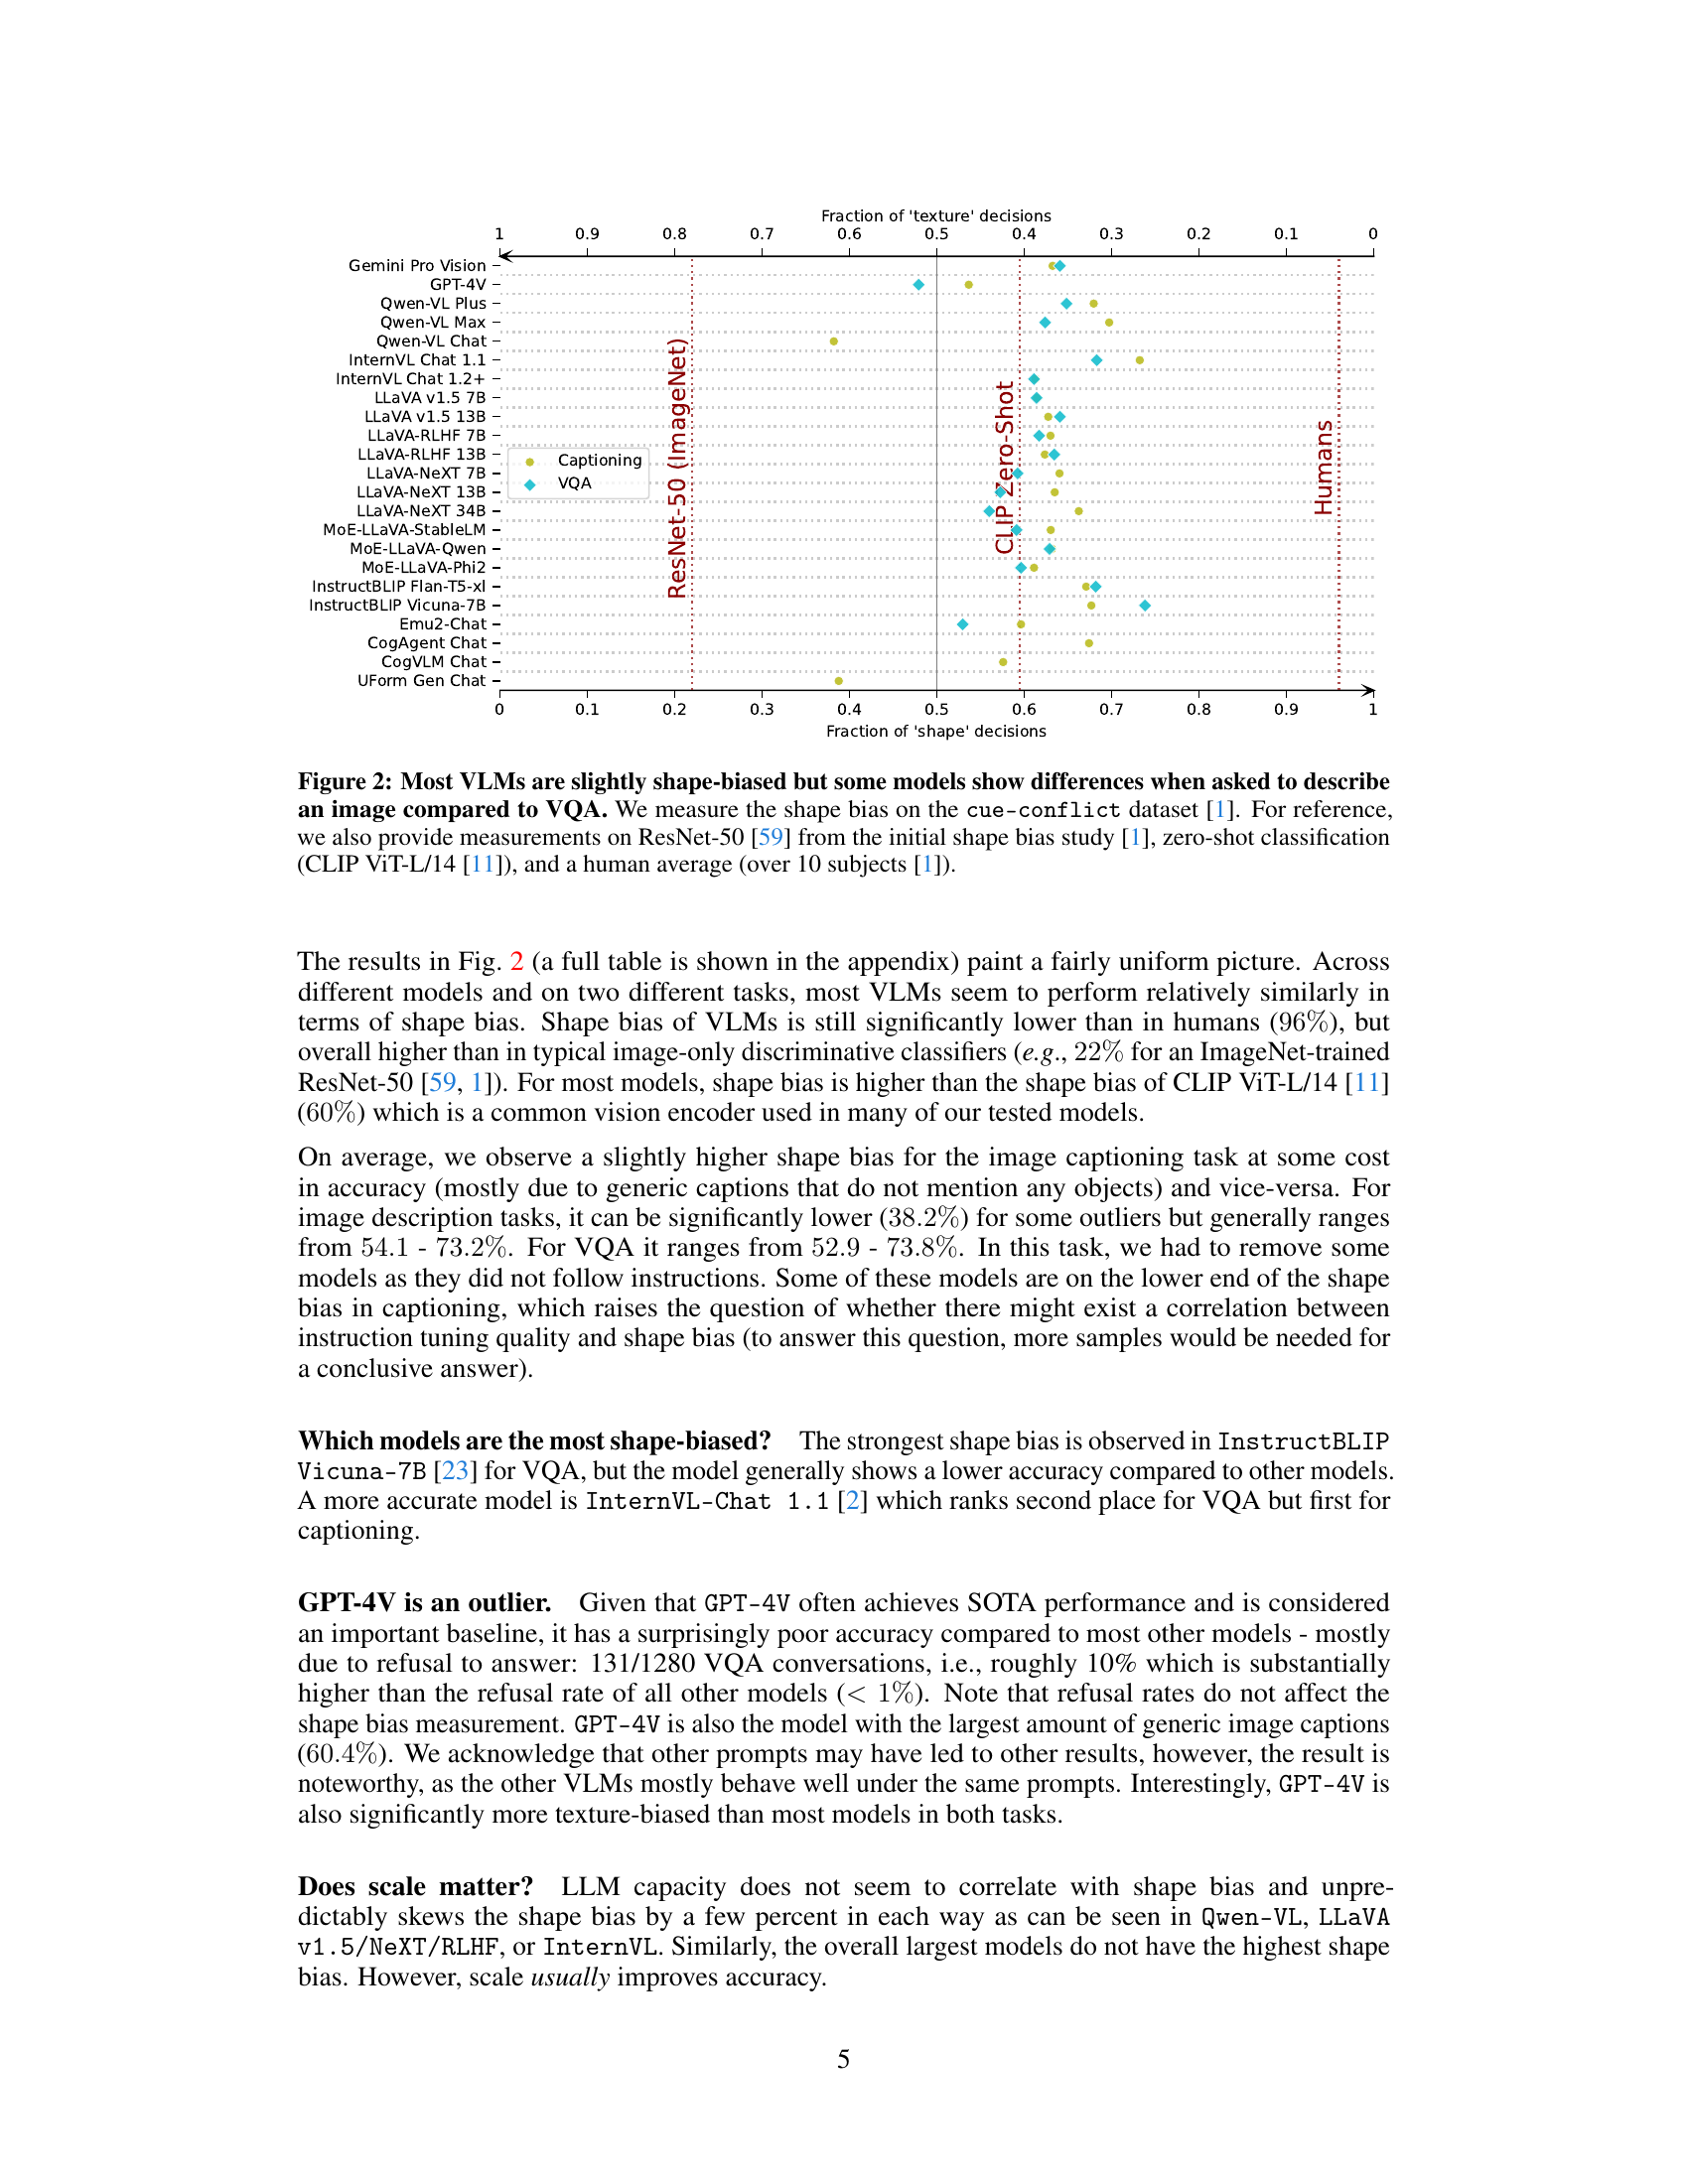 Fraction of 'texture' decisions
1 0.9 0.8 0.7 0.6 0.5 0.4 0.3 0.2 0.1 0
Gemini Pro Vision
GPT-4V
Qwen-VL Plus
Qwen-VL Max
Qwen-VL Chat
InternVL Chat 1.1
InternVL Chat 1.2+
LLaVA v1.5 7B
LLaVA v1.5 13B
LLaVA-RLHF 7B
LLaVA-RLHF 13B
LLaVA-NeXT 7B
LLaVA-NeXT 13B
LLaVA-NeXT 34B
MoE-LLaVA-StableLM
MoE-LLaVA-Qwen
MoE-LLaVA-Phi2
InstructBLIP Flan-T5-xl
InstructBLIP Vicuna-7B
Emu2-Chat
CogAgent Chat
CogVLM Chat
UForm Gen Chat
Captioning
VQA
ResNet-50 (ImageNet)
CLIP Zero-Shot
Humans
0 0.1 0.2 0.3 0.4 0.5 0.6 0.7 0.8 0.9 1
Fraction of 'shape' decisions
Figure 2: Most VLMs are slightly shape-biased but some models show differences when asked to describe
an image compared to VQA. We measure the shape bias on the cue-conflict dataset [1]. For reference,
we also provide measurements on ResNet-50 [59] from the initial shape bias study [1], zero-shot classification
(CLIP ViT-L/14 [11]), and a human average (over 10 subjects [1]).
The results in Fig. 2 (a full table is shown in the appendix) paint a fairly uniform picture. Across
different models and on two different tasks, most VLMs seem to perform relatively similarly in
terms of shape bias. Shape bias of VLMs is still significantly lower than in humans (96%), but
overall higher than in typical image-only discriminative classifiers (e.g., 22% for an ImageNet-trained
ResNet-50 [59, 1]). For most models, shape bias is higher than the shape bias of CLIP ViT-L/14 [11]
(60%) which is a common vision encoder used in many of our tested models.
On average, we observe a slightly higher shape bias for the image captioning task at some cost
in accuracy (mostly due to generic captions that do not mention any objects) and vice-versa. For
image description tasks, it can be significantly lower (38.2%) for some outliers but generally ranges
from 54.1 - 73.2%. For VQA it ranges from 52.9 - 73.8%. In this task, we had to remove some
models as they did not follow instructions. Some of these models are on the lower end of the shape
bias in captioning, which raises the question of whether there might exist a correlation between
instruction tuning quality and shape bias (to answer this question, more samples would be needed for
a conclusive answer).
Which models are the most shape-biased? The strongest shape bias is observed in InstructBLIP
Vicuna-7B [23] for VQA, but the model generally shows a lower accuracy compared to other models.
A more accurate model is InternVL-Chat 1.1 [2] which ranks second place for VQA but first for
captioning.
GPT-4V is an outlier. Given that GPT-4V often achieves SOTA performance and is considered
an important baseline, it has a surprisingly poor accuracy compared to most other models - mostly
due to refusal to answer: 131/1280 VQA conversations, i.e., roughly 10% which is substantially
higher than the refusal rate of all other models (< 1%). Note that refusal rates do not affect the
shape bias measurement. GPT-4V is also the model with the largest amount of generic image captions
(60.4%). We acknowledge that other prompts may have led to other results, however, the result is
noteworthy, as the other VLMs mostly behave well under the same prompts. Interestingly, GPT-4V is
also significantly more texture-biased than most models in both tasks.
Does scale matter? LLM capacity does not seem to correlate with shape bias and unpre-
dictably skews the shape bias by a few percent in each way as can be seen in Qwen-VL, LLaVA
v1.5/NeXT/RLHF, or InternVL. Similarly, the overall largest models do not have the highest shape
bias. However, scale usually improves accuracy.
5